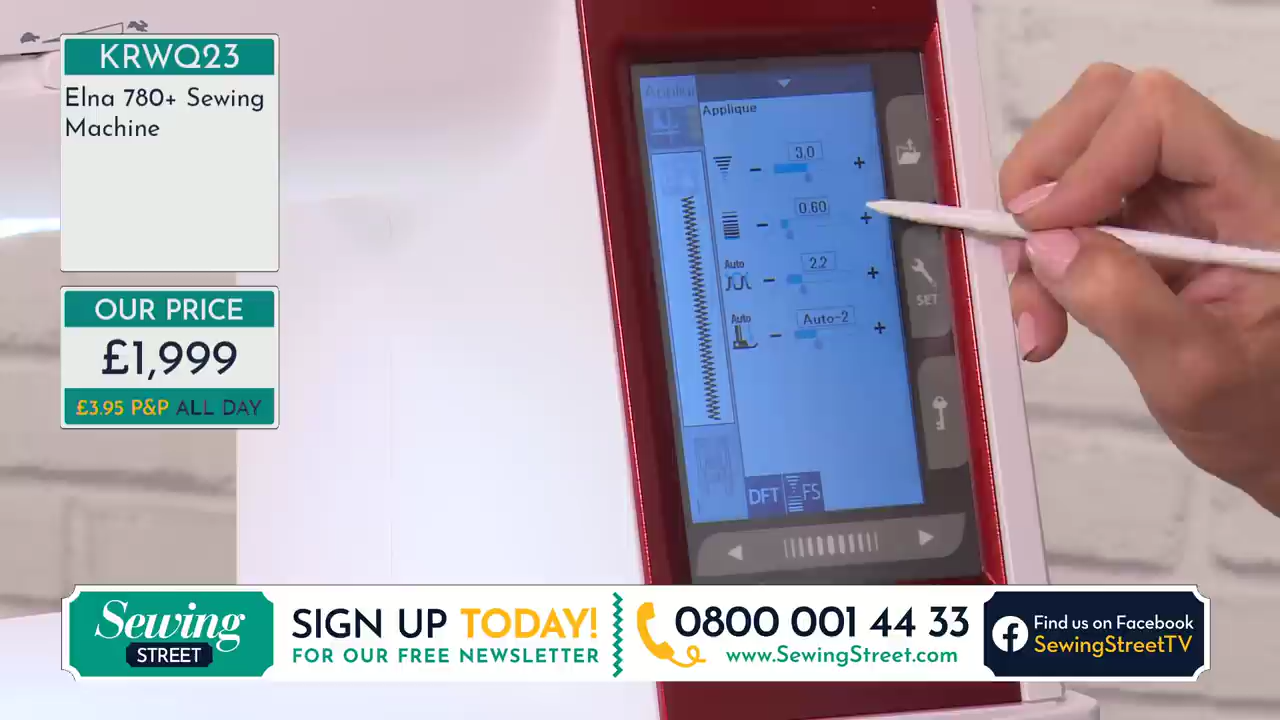 KRWQ23
Elna 780+ Sewing
Machine
OUR PRICE
£1,999
£3.95 P&P ALL DAY
Applique
3.0
0.60
Auto
2.2
Auto
Auto-2
DFT
FS
SET
Sewing
STREET
SIGN UP TODAY!
FOR OUR FREE NEWSLETTER
0800 001 44 33
www.SewingStreet.com
Find us on Facebook
SewingStreetTV